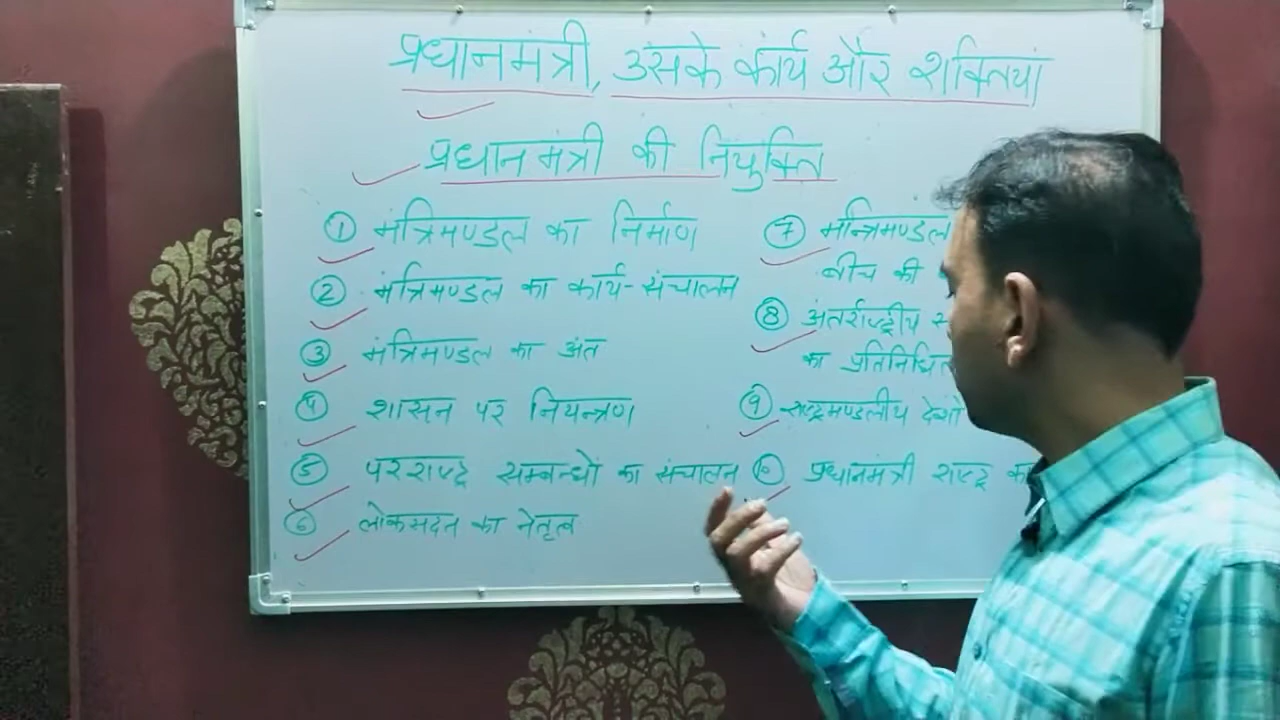 प्रधानमंत्री, उसके कार्य और शक्तियां
प्रधानमंत्री की नियुक्ति
① मंत्रिमण्डल का निर्माण
② मंत्रिमण्डल का कार्य-संचालन
③ मंत्रिमण्डल का अंत
④ शासन पर नियन्त्रण
⑤ परराष्ट्र सम्बन्धों का संचालन
⑥ लोकसदन का नेतृत्व
⑦ मन्त्रिमण्डल
बीच की
⑧ अंतर्राष्ट्रीय
का
⑨ राष्ट्रमण्डलीय देशों
⑩ प्रधानमंत्री राष्ट्र का